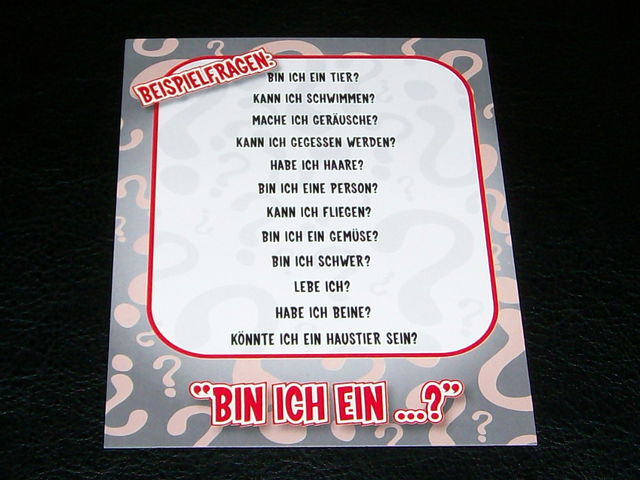 BEISPIELFRAGEN:
BIN ICH EIN TIER?
KANN ICH SCHWIMMEN?
MACHE ICH GERÄUSCHE?
KANN ICH GEGESSEN WERDEN?
HABE ICH HAARE?
BIN ICH EINE PERSON?
KANN ICH FLIEGEN?
BIN ICH EIN GEMÜSE?
BIN ICH SCHWER?
LEBE ICH?
HABE ICH BEINE?
KÖNNTE ICH EIN HAUSTIER SEIN?
“BIN ICH EIN ...?”